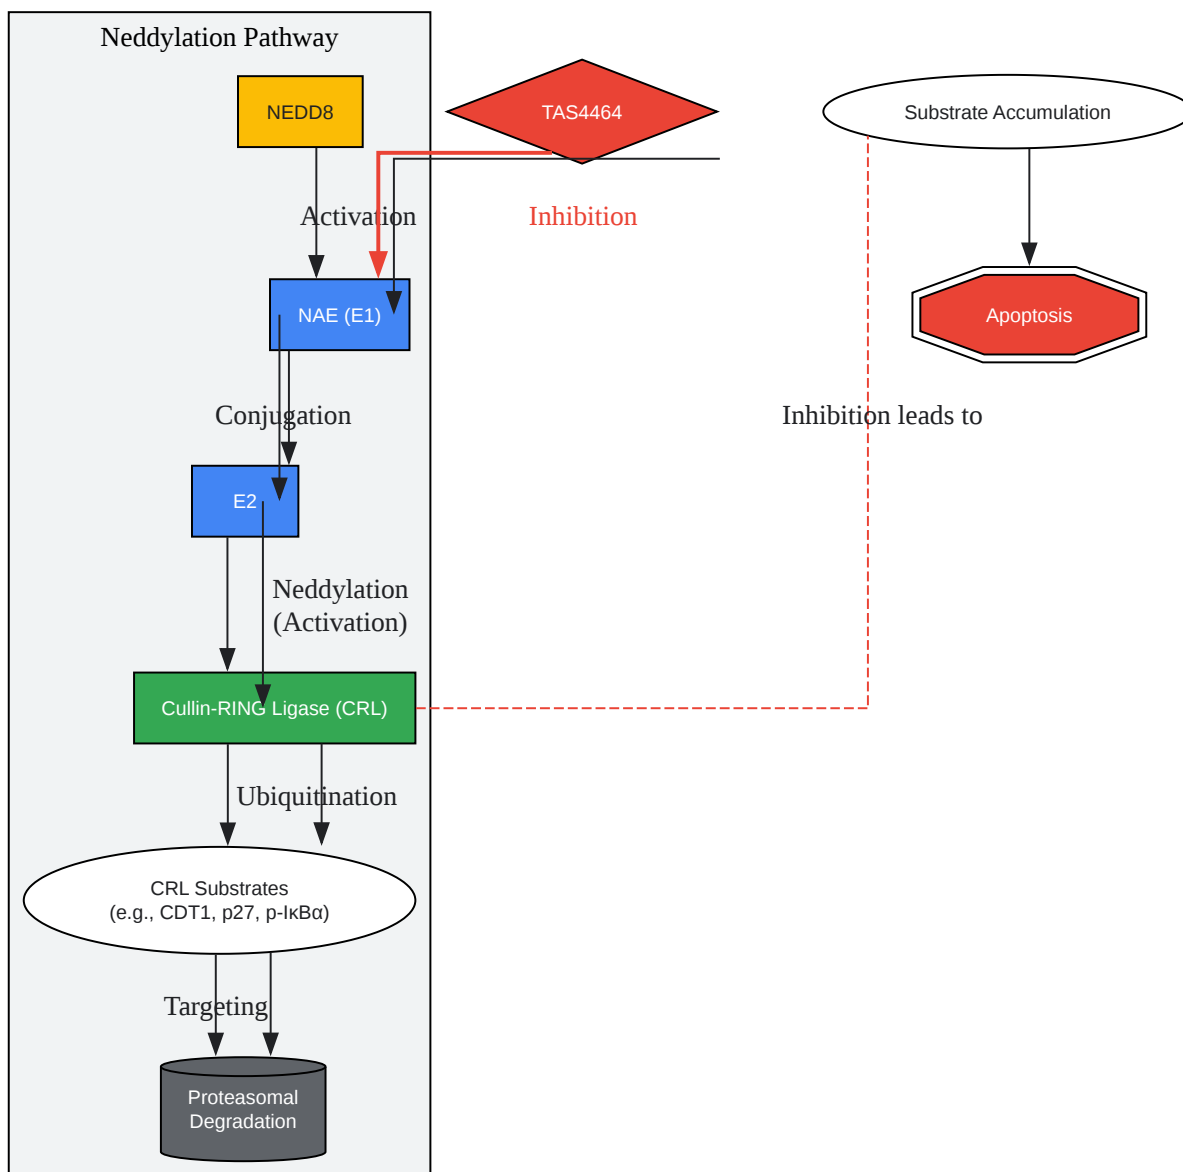 Neddylation Pathway
NEDD8
TAS4464
Substrate Accumulation
Activation
Inhibition
NAE (E1)
Apoptosis
Conjugation
Inhibition leads to
E2
Neddylation
(Activation)
Cullin-RING Ligase (CRL)
Ubiquitination
CRL Substrates
(e.g., CDT1, p27, p-IκBα)
Targeting
Proteasomal
Degradation